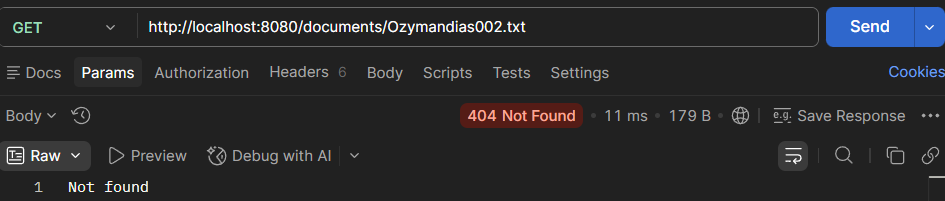 GET http://localhost:8080/documents/Ozymandias002.txt Send
Docs Params Authorization Headers 6 Body Scripts Tests Settings Cookies
Body 404 Not Found • 11 ms • 179 B • e.g. Save Response
Raw Preview Debug with AI
1 Not found